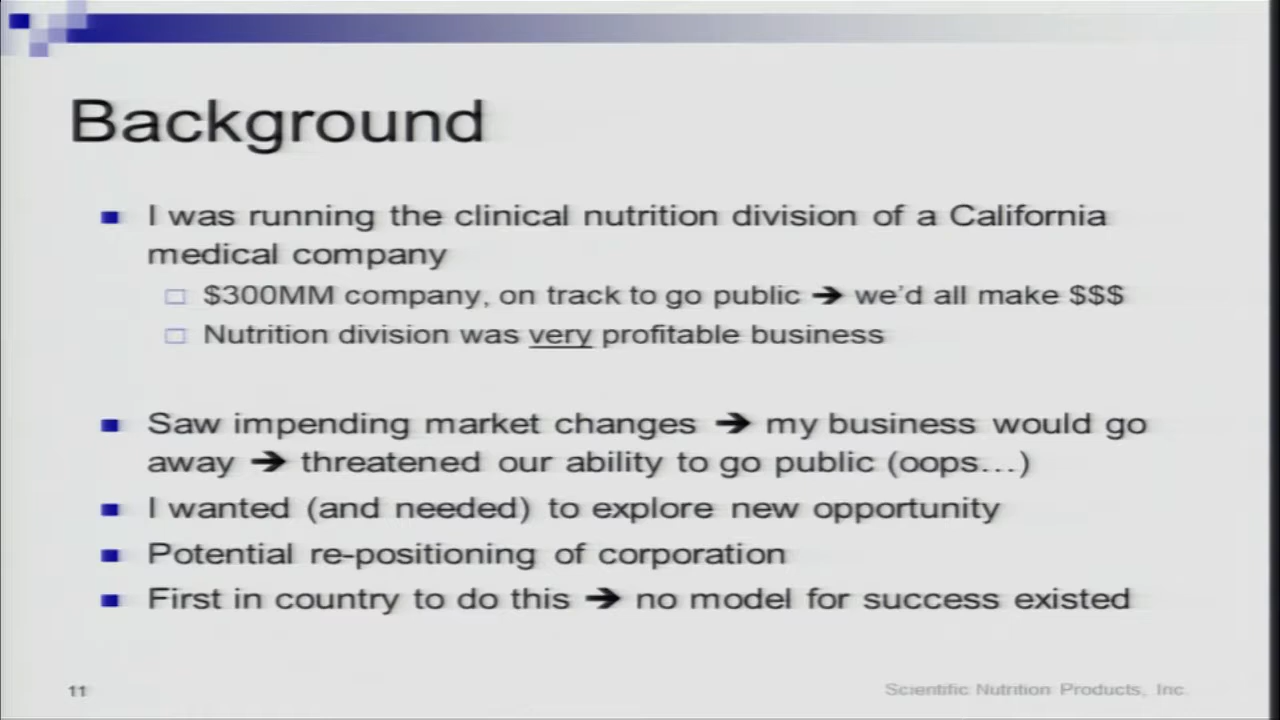 Background
I was running the clinical nutrition division of a California
medical company
$300MM company, on track to go public ➔ we'd all make $$$
Nutrition division was very profitable business
Saw impending market changes ➔ my business would go
away ➔ threatened our ability to go public (oops...)
I wanted (and needed) to explore new opportunity
Potential re-positioning of corporation
First in country to do this ➔ no model for success existed
11
Scientific Nutrition Products, Inc.